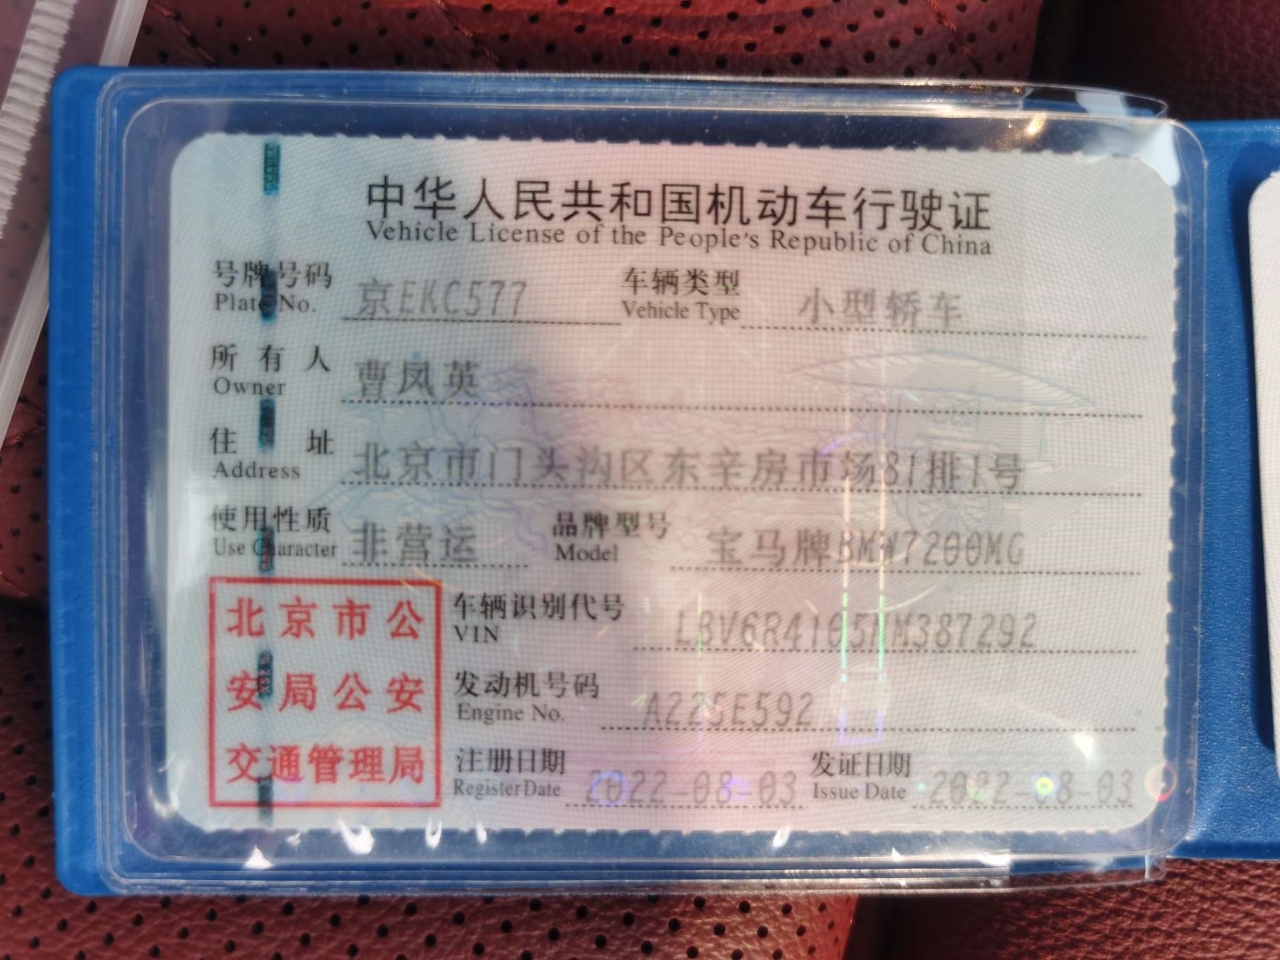 中华人民共和国机动车行驶证
Vehicle License of the People's Republic of China
号牌号码 京EKC577 车辆类型 小型轿车
Plate No. Vehicle Type
所有人 曹凤英
Owner
住址 北京市门头沟区东辛房市场81排1号
Address
使用性质 非营运 品牌型号 宝马牌BMW7200MG
Use Character Model
北京市公
安局公安
交通管理局
车辆识别代号
VIN
发动机号码 A225E592
Engine No.
注册日期 2022-08-03 发证日期 2022-08-03
Register Date Issue Date